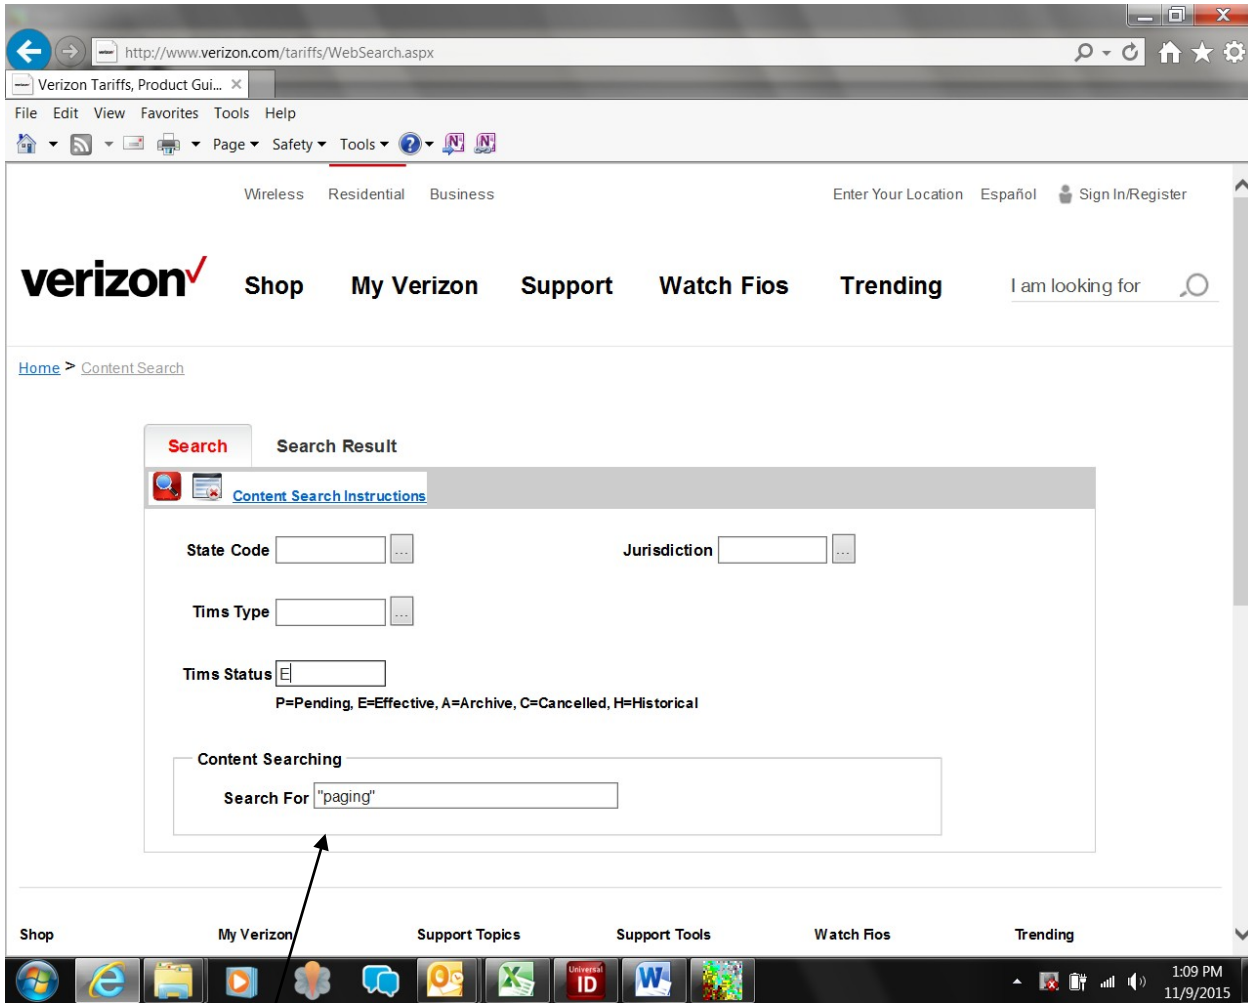 http://www.verizon.com/tariffs/WebSearch.aspx
Verizon Tariffs, Product Gui...
File Edit View Favorites Tools Help
Page Safety Tools
Wireless Residential Business Enter Your Location Español Sign In/Register
verizon Shop My Verizon Support Watch Fios Trending I am looking for
Home > Content Search
Search Search Result
Content Search Instructions
State Code ... Jurisdiction ...
Tims Type ...
Tims Status E
P=Pending, E=Effective, A=Archive, C=Cancelled, H=Historical
Content Searching
Search For "paging"
Shop My Verizon Support Topics Support Tools Watch Fios Trending
Universal
ID
1:09 PM
11/9/2015